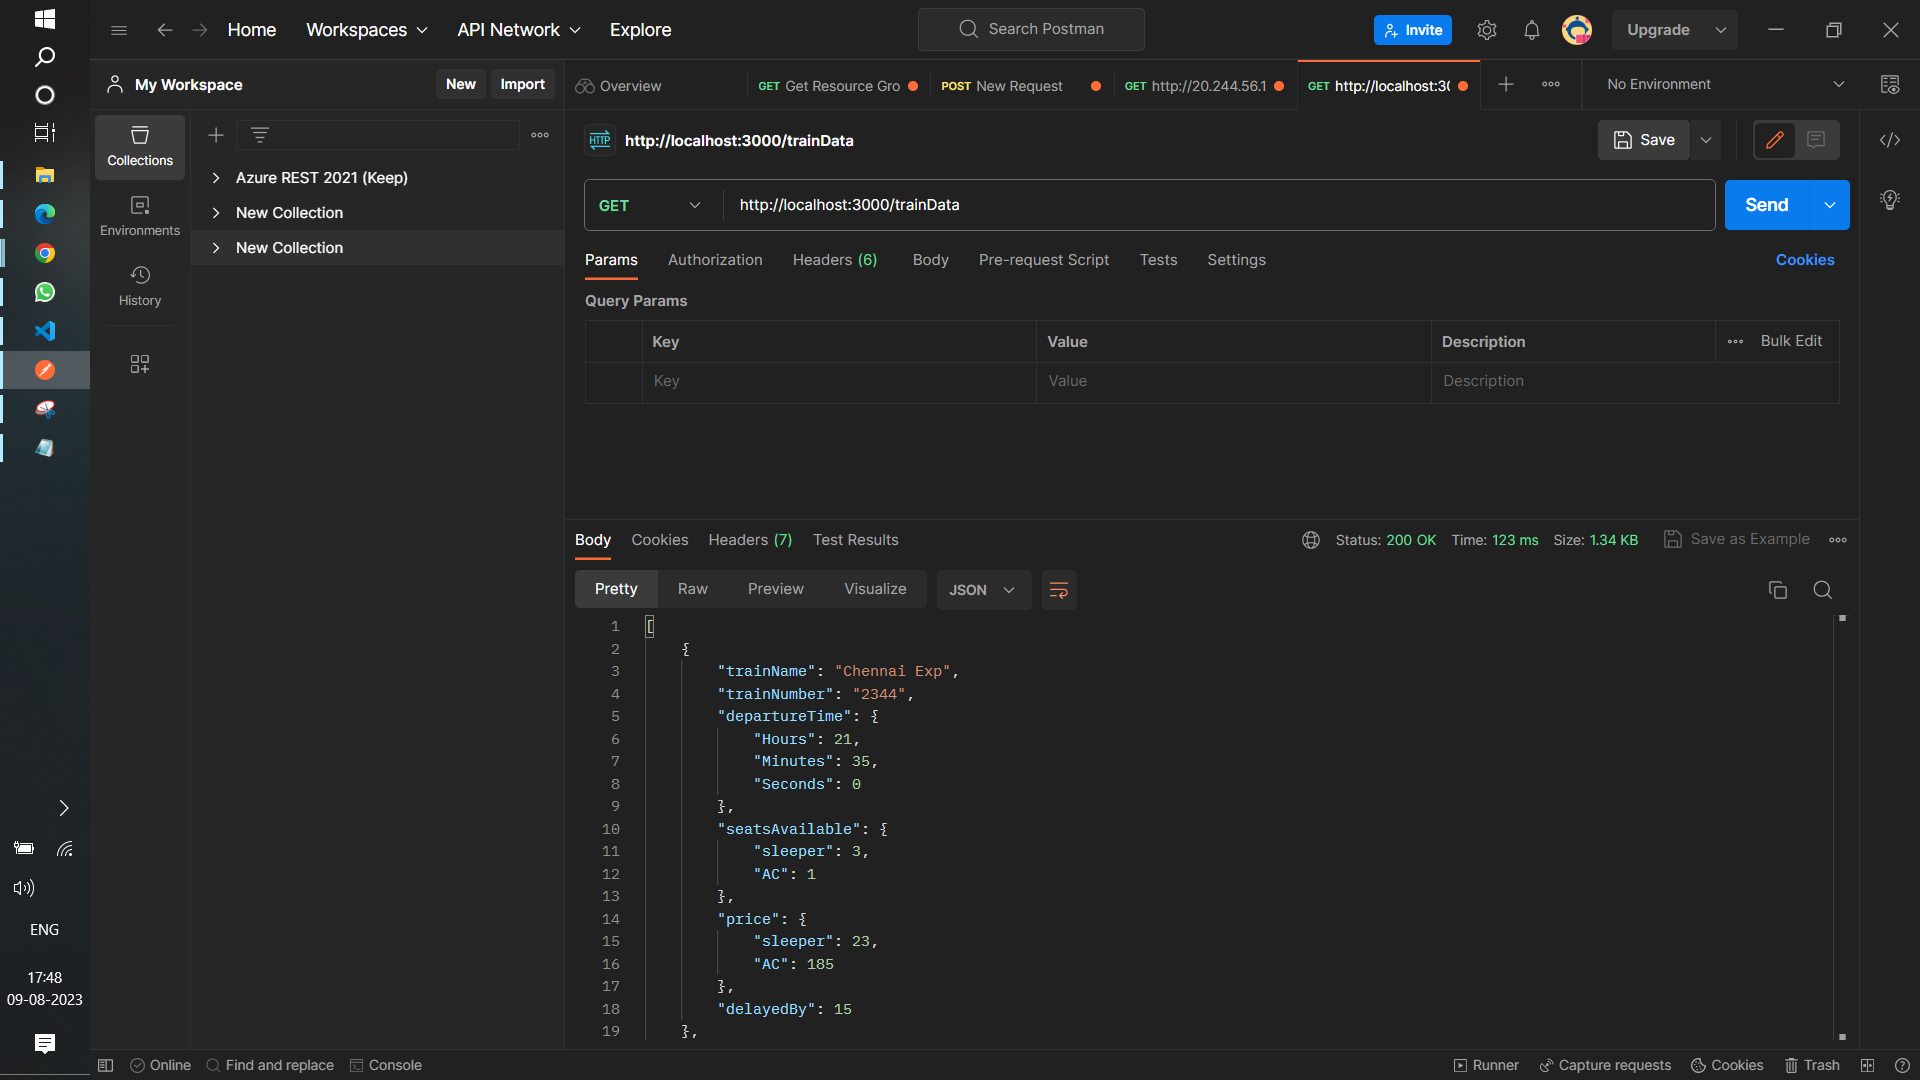 Home
Workspaces
API Network
Explore
Search Postman
Invite
Upgrade
My Workspace
New
Import
Overview
GET Get Resource Gro
POST New Request
GET http://20.244.56.1
GET http://localhost:30
No Environment
Collections
Environments
History
Azure REST 2021 (Keep)
New Collection
New Collection
HTTP
http://localhost:3000/trainData
Save
GET
http://localhost:3000/trainData
Send
Params
Authorization
Headers (6)
Body
Pre-request Script
Tests
Settings
Cookies
Query Params
Key
Value
Description
Bulk Edit
Key
Value
Description
Body
Cookies
Headers (7)
Test Results
Status: 200 OK
Time: 123 ms
Size: 1.34 KB
Save as Example
Pretty
Raw
Preview
Visualize
JSON
1 [
2 {
3 "trainName": "Chennai Exp",
4 "trainNumber": "2344",
5 "departureTime": {
6 "Hours": 21,
7 "Minutes": 35,
8 "Seconds": 0
9 },
10 "seatsAvailable": {
11 "sleeper": 3,
12 "AC": 1
13 },
14 "price": {
15 "sleeper": 23,
16 "AC": 185
17 },
18 "delayedBy": 15
19 },
ENG
17:48
09-08-2023
Online
Find and replace
Console
Runner
Capture requests
Cookies
Trash